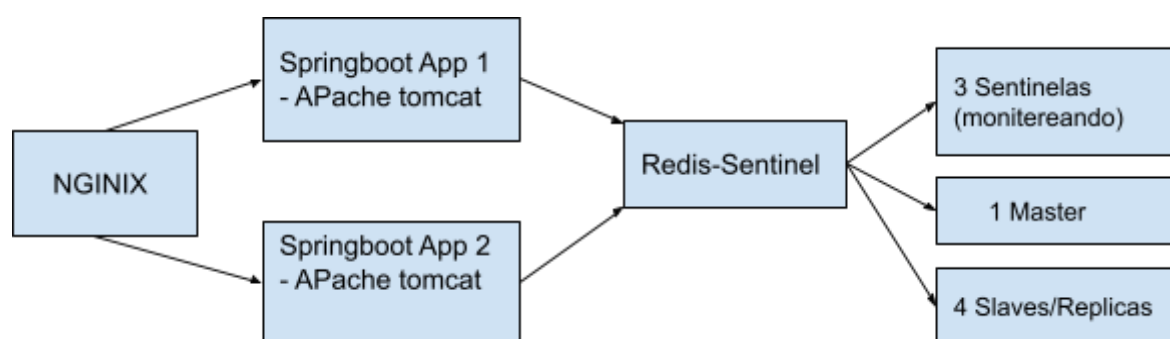 NGINIX
Springboot App 1
- APache tomcat
Springboot App 2
- APache tomcat
Redis-Sentinel
3 Sentinelas
(monitereando)
1 Master
4 Slaves/Replicas